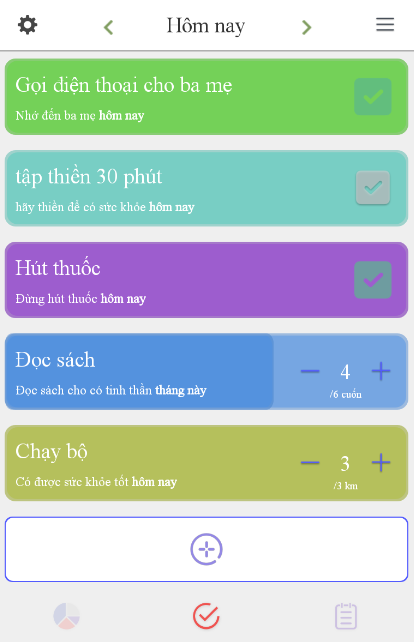 Hôm nay
Gọi điện thoại cho ba mẹ
Nhớ đến ba mẹ hôm nay
tập thiền 30 phút
hãy thiền để có sức khỏe hôm nay
Hút thuốc
Đừng hút thuốc hôm nay
Đọc sách
4
Đọc sách cho có tinh thần tháng này
/6 cuốn
Chạy bộ
3
Có được sức khỏe tốt hôm nay
/3 km